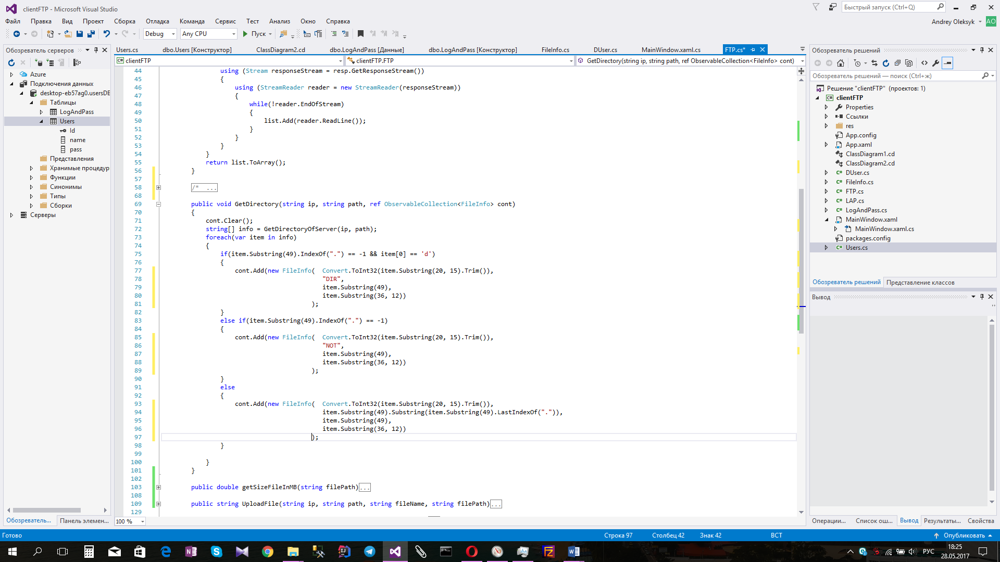 clientFTP - Microsoft Visual Studio
Быстрый запуск (Ctrl+Q)
Файл Правка Вид Проект Сборка Отладка Команда Сервис Тест Анализ Окно Справка
Andrey Oleksyk AO
Debug Any CPU Пуск
Обозреватель серверов
Azure
Подключения данных
desktop-eb57ag0.usersDE
Таблицы
LogAndPass
Users
Id
name
pass
Представления
Хранимые процедур
Функции
Синонимы
Типы
Сборки
Серверы
Обозреватель... Панель элемен...
Users.cs dbo.Users [Конструктор] ClassDiagram2.cd dbo.LogAndPass [Данные] dbo.LogAndPass [Конструктор] FileInfo.cs DUser.cs MainWindow.xaml.cs FTP.cs*
clientFTP clientFTP.FTP GetDirectory(string ip, string path, ref ObservableCollection<FileInfo> cont)
44 using (Stream responseStream = resp.GetResponseStream())
45 {
46 using (StreamReader reader = new StreamReader(responseStream))
47 {
48 while(!reader.EndOfStream)
49 {
50 list.Add(reader.ReadLine());
51 }
52 }
53 }
54 }
55 return list.ToArray();
56 }
57
58 /* ...
68
69 public void GetDirectory(string ip, string path, ref ObservableCollection<FileInfo> cont)
70 {
71 cont.Clear();
72 string[] info = GetDirectoryOfServer(ip, path);
73 foreach(var item in info)
74 {
75 if(item.Substring(49).IndexOf(".") == -1 && item[0] == 'd')
76 {
77 cont.Add(new FileInfo( Convert.ToInt32(item.Substring(20, 15).Trim()),
78 "DIR",
79 item.Substring(49),
80 item.Substring(36, 12))
81 );
82 }
83 else if(item.Substring(49).IndexOf(".") == -1)
84 {
85 cont.Add(new FileInfo( Convert.ToInt32(item.Substring(20, 15).Trim()),
86 "NOT",
87 item.Substring(49),
88 item.Substring(36, 12))
89 );
90 }
91 else
92 {
93 cont.Add(new FileInfo( Convert.ToInt32(item.Substring(20, 15).Trim()),
94 item.Substring(49).Substring(item.Substring(49).LastIndexOf(".")),
95 item.Substring(49),
96 item.Substring(36, 12))
97 );
98 }
99
100 }
101 }
102
103 public double getSizeFileInMB(string filePath)...
108
109 public string UploadFile(string ip, string path, string fileName, string filePath)...
129
100 %
Обозреватель решений
Обозреватель решений — поиск (Ctrl+ж)
Решение "clientFTP" (проектов: 1)
clientFTP
Properties
Ссылки
res
App.config
App.xaml
ClassDiagram1.cd
ClassDiagram2.cd
DUser.cs
FileInfo.cs
FTP.cs
LAP.cs
LogAndPass.cs
MainWindow.xaml
MainWindow.xaml.cs
packages.config
Users.cs
Обозреватель решений Представление классов
Вывод
Операции... Список ош... Вывод Результаты... Свойства
Готово Строка 97 Столбец 42 Знак 42 ВСТ Опубликовать
РУС
18:25
28.05.2017